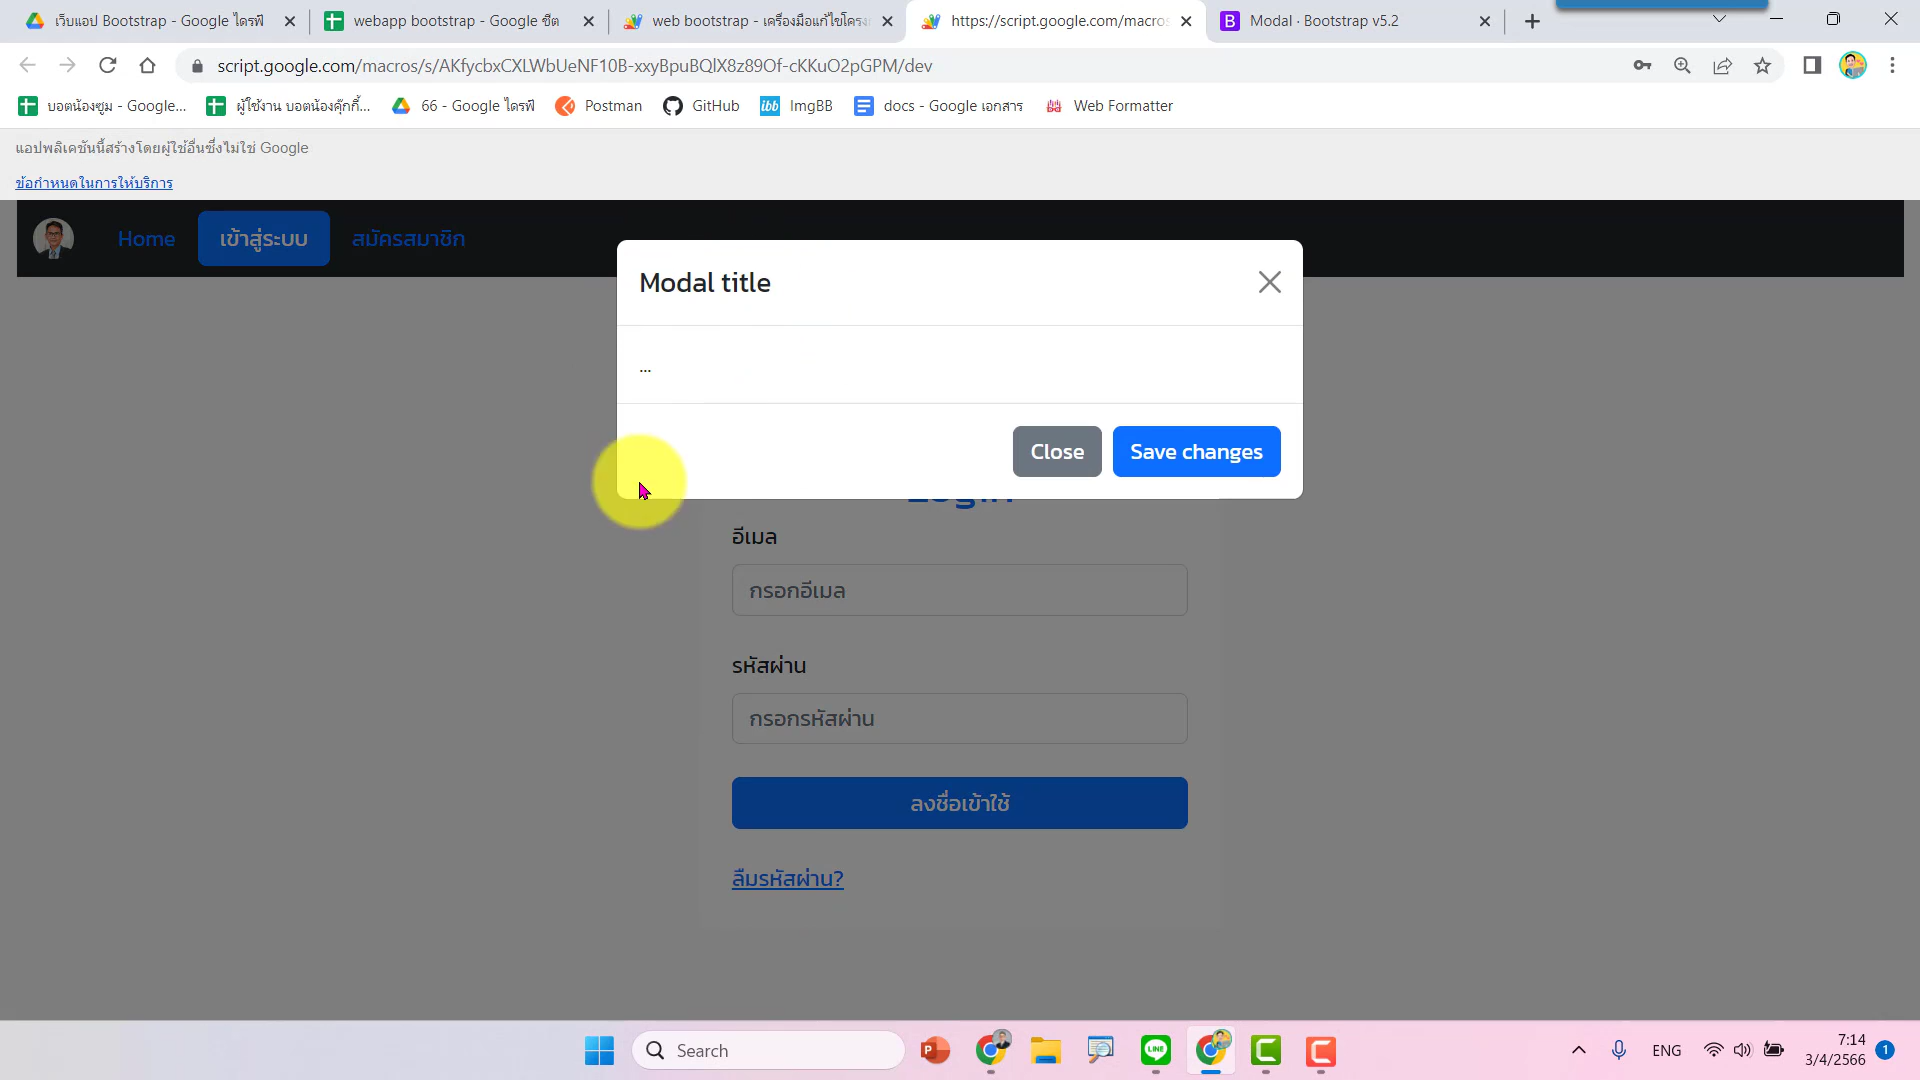 เว็บแอป Bootstrap - Google ไดรฟ์
webapp bootstrap - Google ชีต
web bootstrap - เครื่องมือแก้ไขโครง
https://script.google.com/macros
Modal · Bootstrap v5.2
script.google.com/macros/s/AKfycbxCXLWbUeNF10B-xxyBpuBQlX8z89Of-cKKuO2pGPM/dev
บอตน้องซูม - Google...
ผู้ใช้งาน บอตน้องคุ๊กกี้...
66 - Google ไดรฟ์
Postman
GitHub
ImgBB
docs - Google เอกสาร
Web Formatter
แอปพลิเคชันนี้สร้างโดยผู้ใช้อื่นซึ่งไม่ใช่ Google
ข้อกำหนดในการให้บริการ
Home
เข้าสู่ระบบ
สมัครสมาชิก
Modal title
...
Close
Save changes
Login
อีเมล
กรอกอีเมล
รหัสผ่าน
กรอกรหัสผ่าน
ลงชื่อเข้าใช้
ลืมรหัสผ่าน?
Search
ENG
7:14
3/4/2566
1